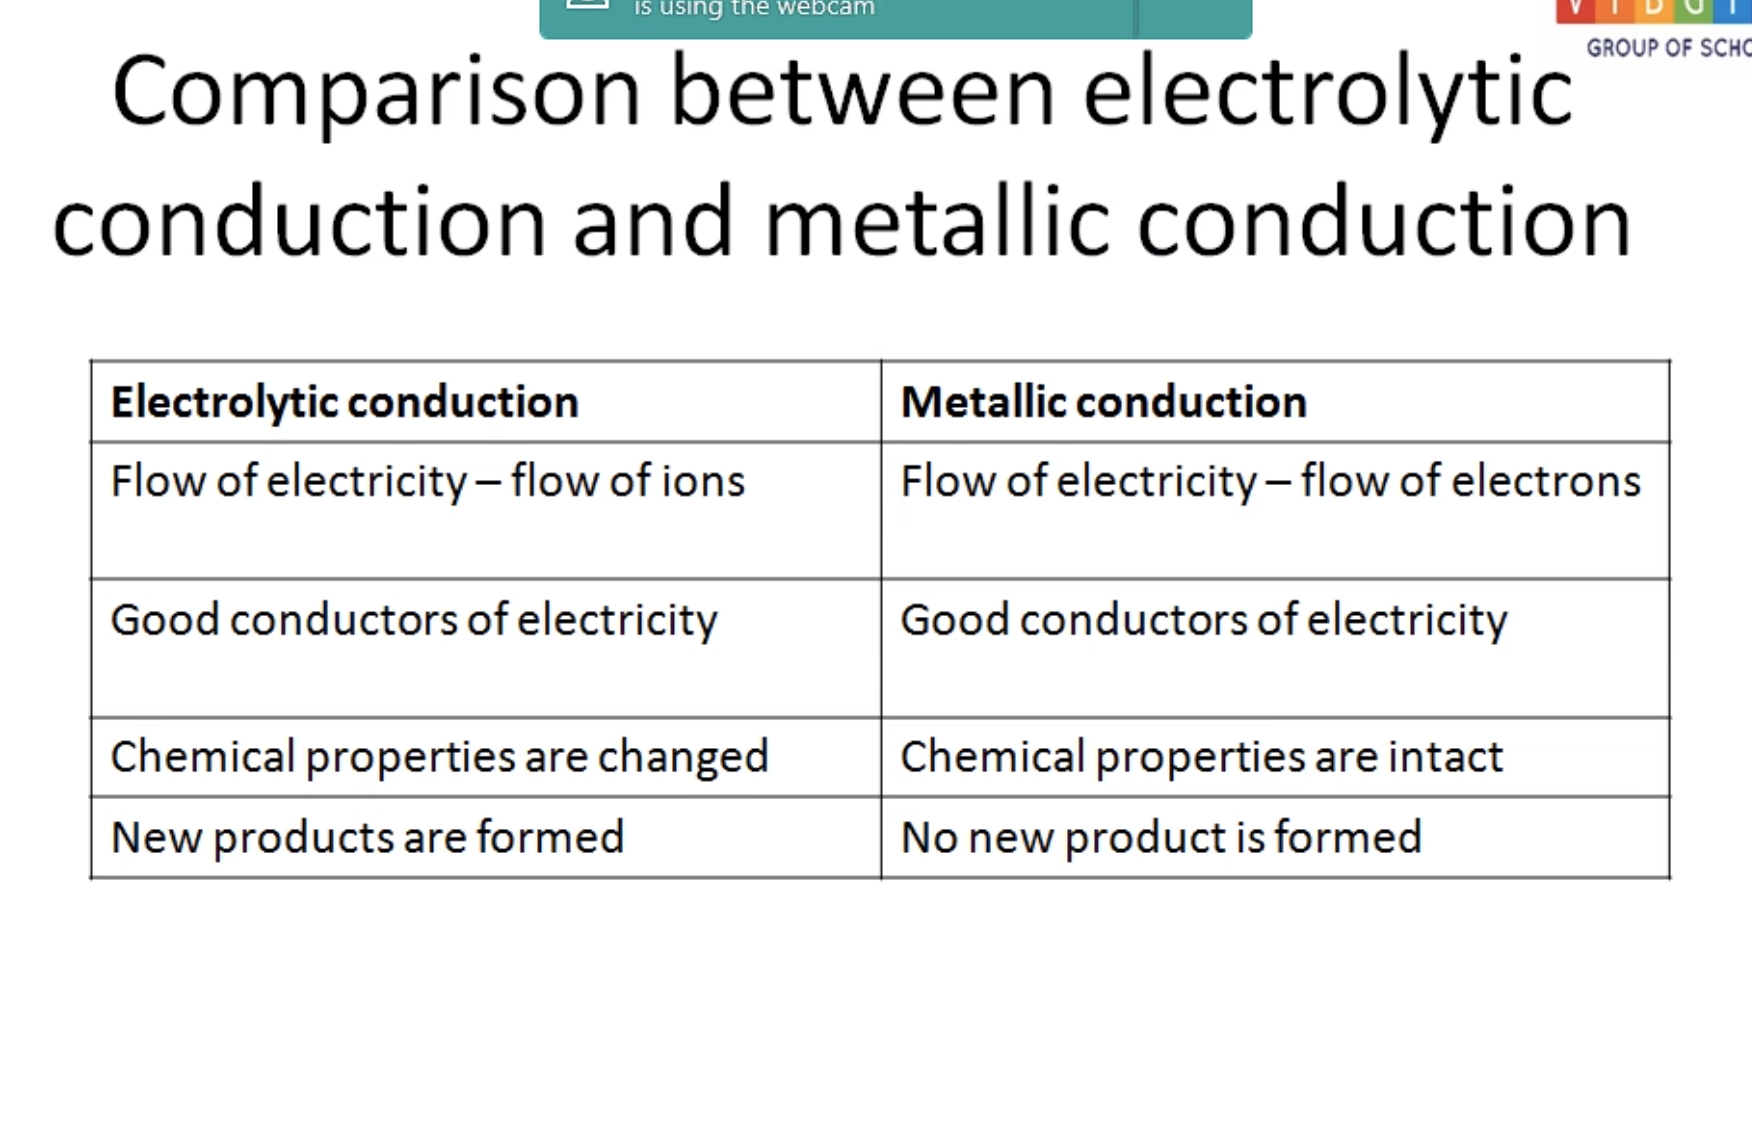 is using the webcam
GROUP OF
Comparison between electrolytic
conduction and metallic conduction
Electrolytic conduction
Metallic conduction
Flow of electricity – flow of ions
Flow of electricity – flow of electrons
Good conductors of electricity
Good conductors of electricity
Chemical properties are changed
Chemical properties are intact
New products are formed
No new product is formed